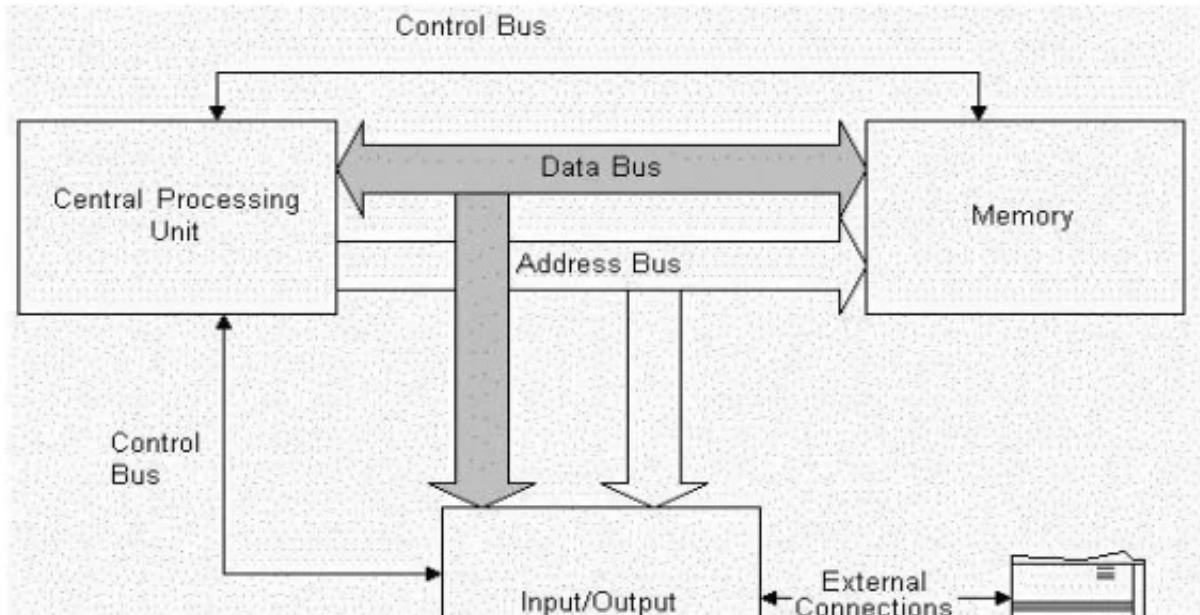 Control Bus
Data Bus
Central Processing
Unit
Memory
Address Bus
Control
Bus
External
Connections
Input/Output